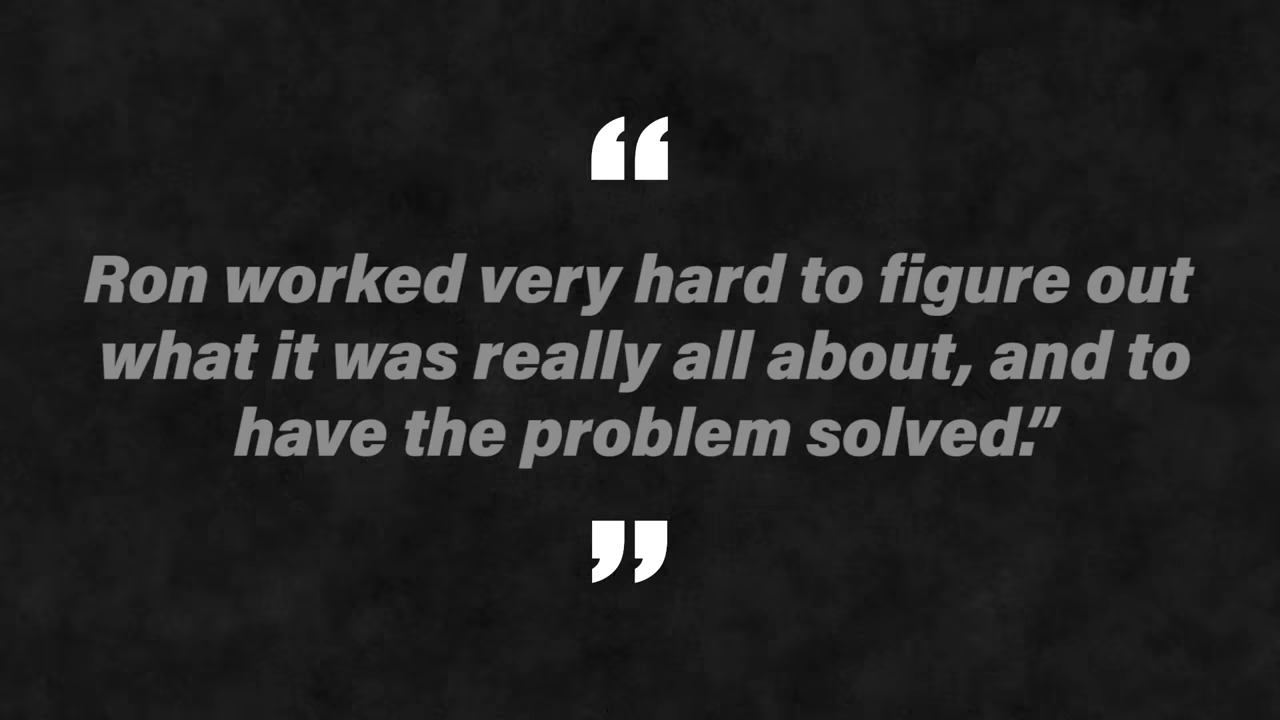 “
Ron worked very hard to figure out
what it was really all about, and to
have the problem solved.”
”